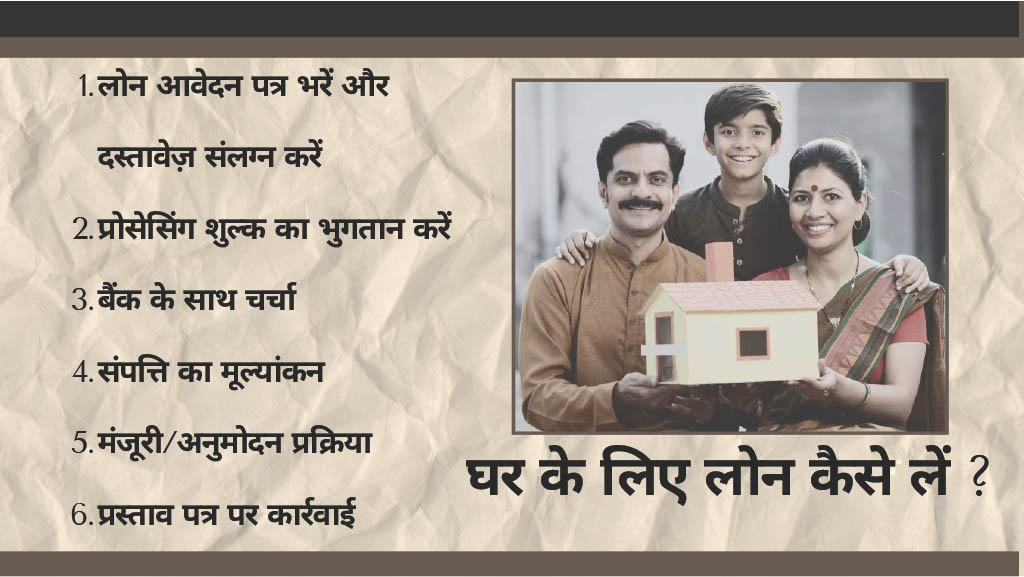 1. लोन आवेदन पत्र भरें और
दस्तावेज़ संलग्न करें
2. प्रोसेसिंग शुल्क का भुगतान करें
3. बैंक के साथ चर्चा
4. संपत्ति का मूल्यांकन
5. मंजूरी/अनुमोदन प्रक्रिया
6. प्रस्ताव पत्र पर कार्रवाई
घर के लिए लोन कैसे लें ?